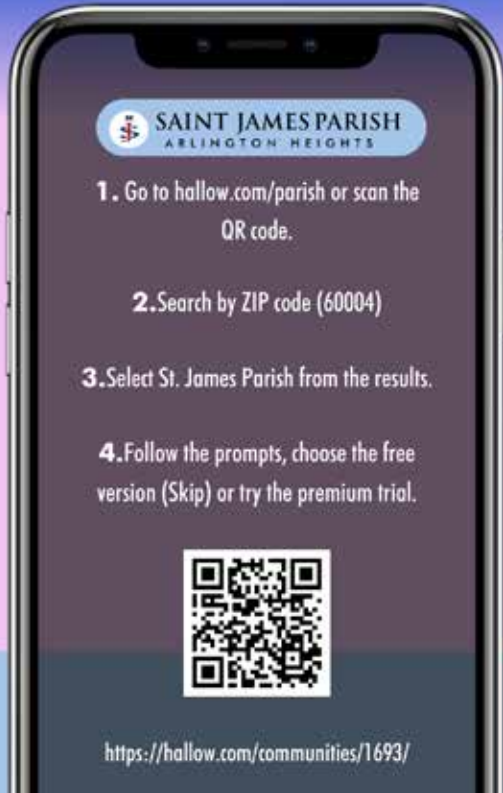 SAINT JAMES PARISH
ARLINGTON HEIGHTS
1. Go to hallow.com/parish or scan the
QR code.
2.Search by ZIP code (60004)
3.Select St. James Parish from the results.
4.Follow the prompts, choose the free
version (Skip) or try the premium trial.
https://hallow.com/communities/1693/